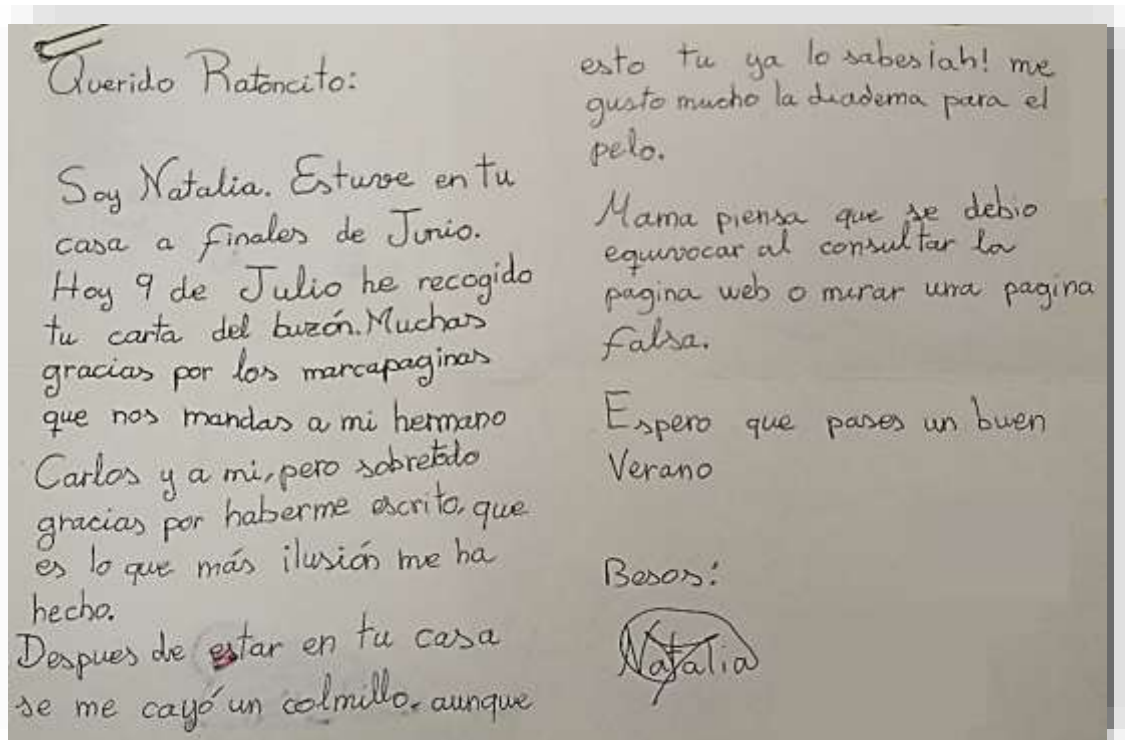 Querido Ratoncito:
Soy Natalia. Estuve en tu
casa a finales de Junio.
Hoy 9 de Julio he recogido
tu carta del buzón. Muchas
gracias por los marcapaginas
que nos mandas a mi hermano
Carlos y a mi, pero sobretodo
gracias por haberme escrito, que
es lo que más ilusión me ha
hecho.
Despues de estar en tu casa
se me cayó un colmillo, aunque
esto tu ya lo sabes ¡ah! me
gusto mucho la diadema para el
pelo.
Mama piensa que se debio
equivocar al consultar la
pagina web o mirar una pagina
falsa.
Espero que pases un buen
Verano
Besos:
Natalia